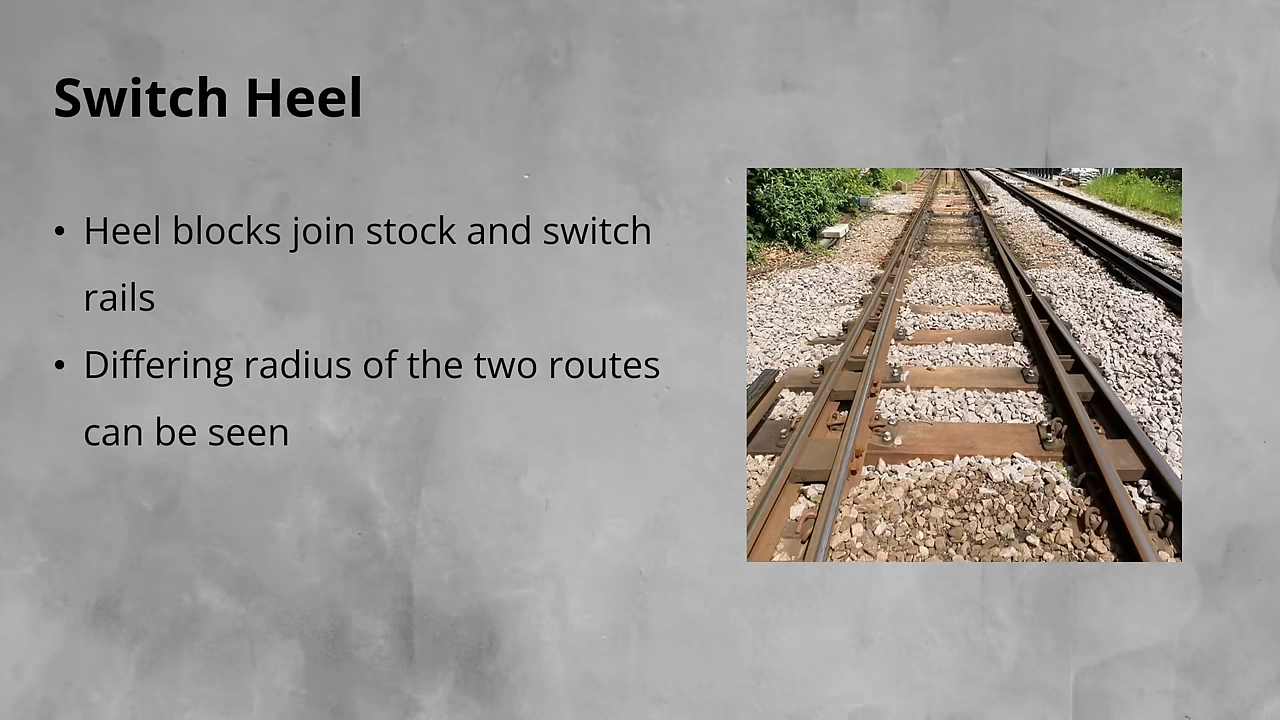 Switch Heel
• Heel blocks join stock and switch
rails
• Differing radius of the two routes
can be seen